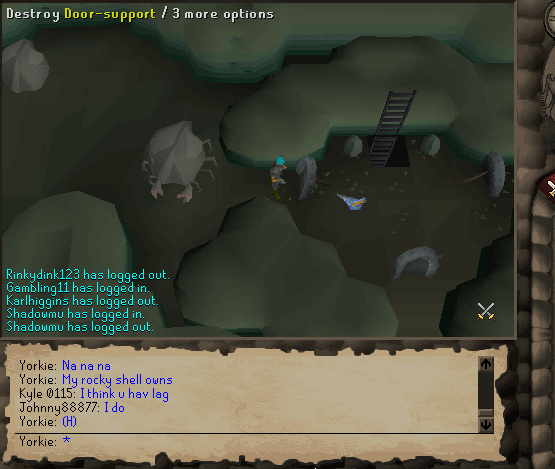 Destroy Door-support / 3 more options
Rinkydink123 has logged out.
Gambling11 has logged in.
Karlhiggins has logged out.
Shadowmu has logged in.
Shadowmu has logged out.
Yorkie: Na na na
Yorkie: My rocky shell owns
Kyle 0115: I think u hav lag
Johnny88877: I do
Yorkie: (H)
Yorkie: *